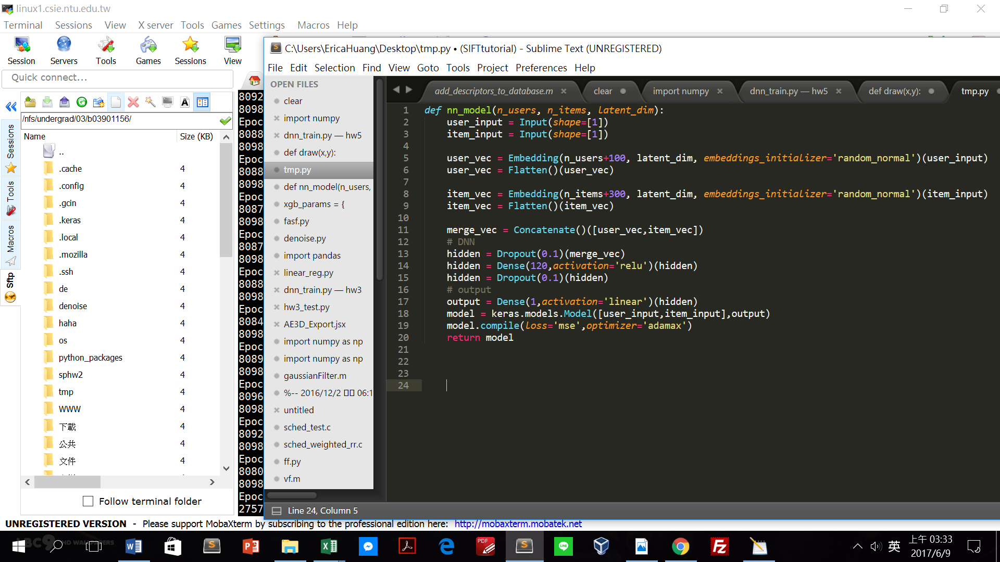 linux1.csie.ntu.edu.tw
Terminal Sessions View X server Tools Games Settings Macros Help
Session Servers Tools Games Sessions View
Quick connect...
/nfs/undergrad/03/b03901156/
Name Size (KB)
..
.cache 4
.config 4
.gcin 4
.keras 4
.local 4
.mozilla 4
.ssh 4
de 4
denoise 4
haha 4
os 4
python_packages 4
sphw2 4
tmp 4
WWW 4
下載 4
公共 4
文件 4
Sessions
Tools
Macros
Sftp
Follow terminal folder
8092
8098
Epoc
8088
8098
Epoc
8088
8098
Epoc
8087
8098
Epoc
8087
8098
Epoc
8088
8098
Epoc
8084
8098
Epoc
8089
8098
Epoc
8096
8098
Epoc
8092
8098
Epoc
8080
8098
Epoc
2757
C:\Users\EricaHuang\Desktop\tmp.py • (SIFTtutorial) - Sublime Text (UNREGISTERED)
File Edit Selection Find View Goto Tools Project Preferences Help
OPEN FILES
clear
import numpy
dnn_train.py — hw5
def draw(x,y):
tmp.py
def nn_model(n_users,
xgb_params = {
fasf.py
denoise.py
import pandas
linear_reg.py
dnn_train.py — hw3
hw3_test.py
AE3D_Export.jsx
import numpy as np
import numpy as np
gaussianFilter.m
%-- 2016/12/2 □□ 06:1
untitled
sched_test.c
sched_weighted_rr.c
ff.py
vf.m
add_descriptors_to_database.m clear import numpy dnn_train.py — hw5 def draw(x,y): tmp.py
1 def nn_model(n_users, n_items, latent_dim):
2 user_input = Input(shape=[1])
3 item_input = Input(shape=[1])
4
5 user_vec = Embedding(n_users+100, latent_dim, embeddings_initializer='random_normal')(user_input)
6 user_vec = Flatten()(user_vec)
7
8 item_vec = Embedding(n_items+300, latent_dim, embeddings_initializer='random_normal')(item_input)
9 item_vec = Flatten()(item_vec)
10
11 merge_vec = Concatenate()([user_vec,item_vec])
12 # DNN
13 hidden = Dropout(0.1)(merge_vec)
14 hidden = Dense(120,activation='relu')(hidden)
15 hidden = Dropout(0.1)(hidden)
16 # output
17 output = Dense(1,activation='linear')(hidden)
18 model = keras.models.Model([user_input,item_input],output)
19 model.compile(loss='mse',optimizer='adamax')
20 return model
21
22
23
24
Line 24, Column 5
UNREGISTERED VERSION - Please support MobaXterm by subscribing to the professional edition here: http://mobaxterm.mobatek.net
英
上午 03:33
2017/6/9